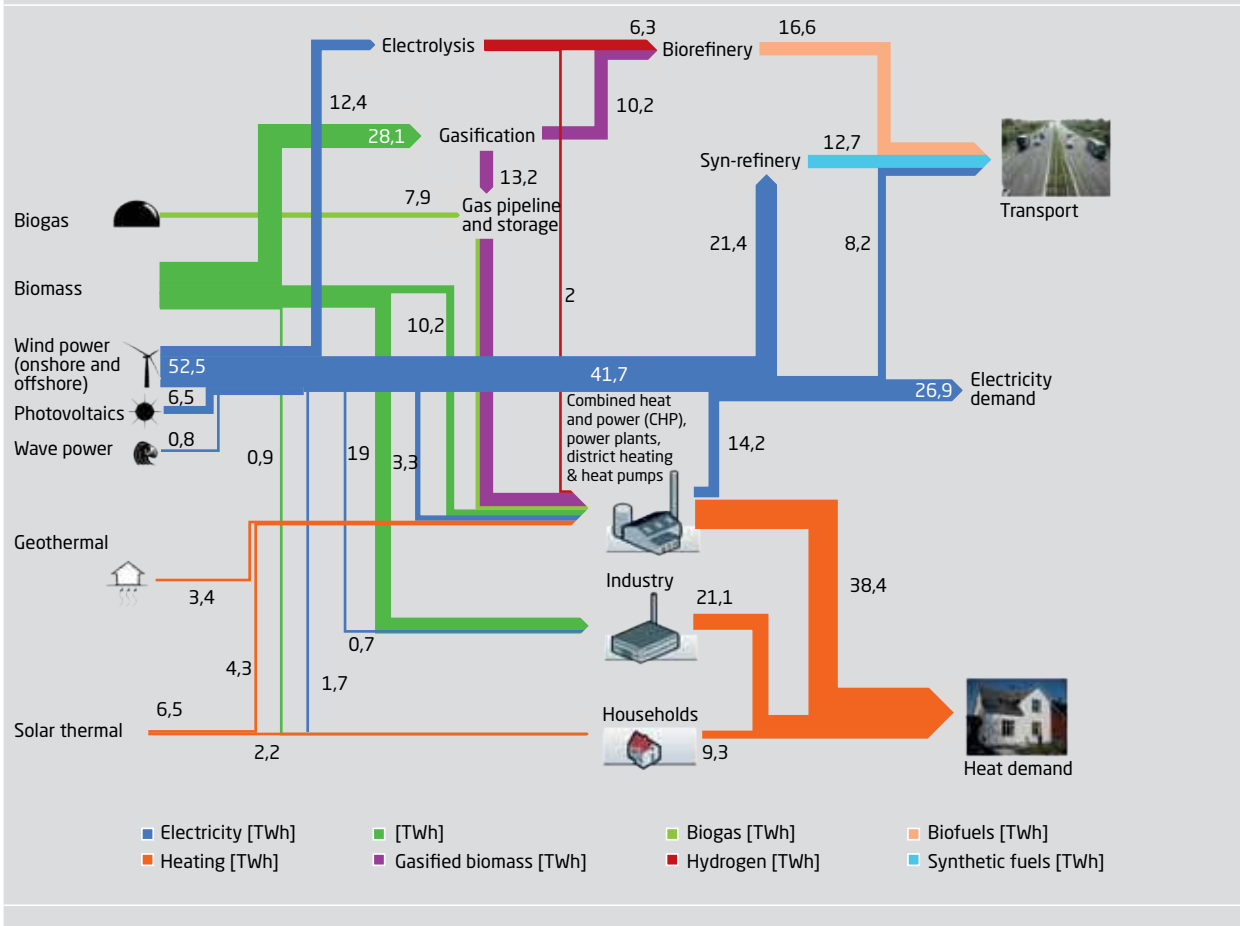 6,3
16,6
Electrolysis
Biorefinery
12,4
10,2
28,1
Gasification
12,7
Syn-refinery
13,2
7,9
Gas pipeline
and storage
Biogas
Transport
21,4
8,2
Biomass
2
10,2
Wind power
(onshore and
offshore)
52,5
41,7
Electricity
demand
26,9
6,5
Photovoltaics
Combined heat
and power (CHP),
power plants,
district heating
& heat pumps
0,8
Wave power
0,9
19
3,3
14,2
Geothermal
3,4
Industry
21,1
38,4
0,7
4,3
1,7
6,5
Solar thermal
2,2
Households
9,3
Heat demand
Electricity [TWh]
[TWh]
Biogas [TWh]
Biofuels [TWh]
Heating [TWh]
Gasified biomass [TWh]
Hydrogen [TWh]
Synthetic fuels [TWh]